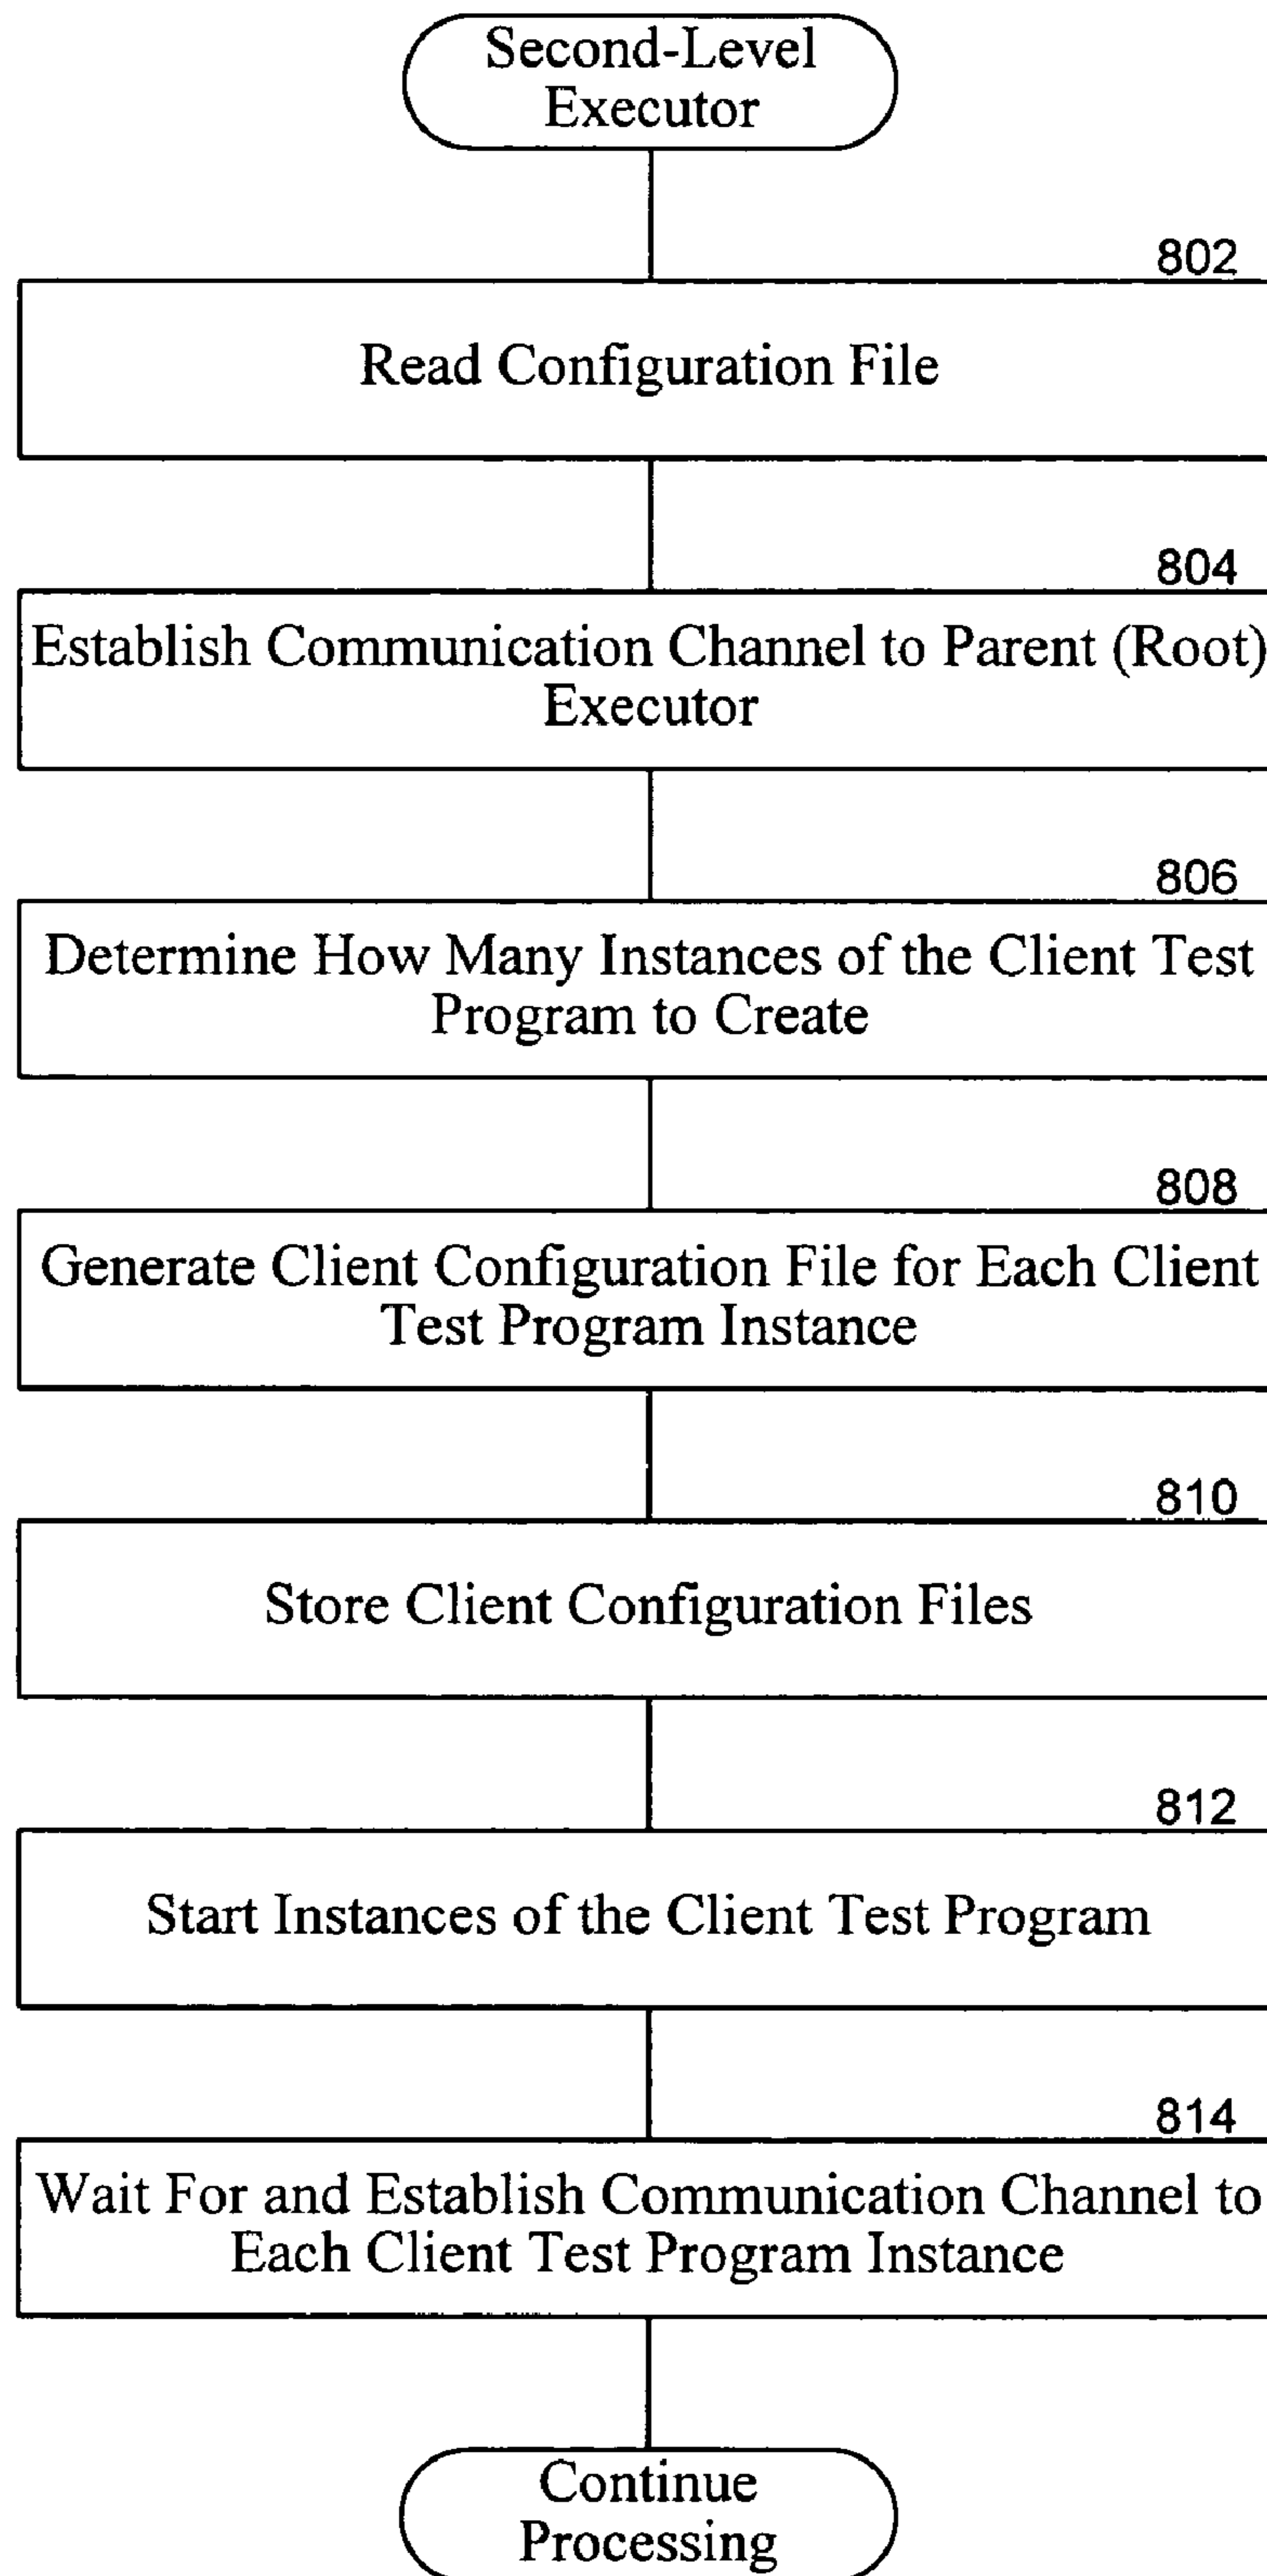 Second-Level
Executor
802
Read Configuration File
804
Establish Communication Channel to Parent (Root)
Executor
806
Determine How Many Instances of the Client Test
Program to Create
808
Generate Client Configuration File for Each Client
Test Program Instance
810
Store Client Configuration Files
812
Start Instances of the Client Test Program
814
Wait For and Establish Communication Channel to
Each Client Test Program Instance
Continue
Processing